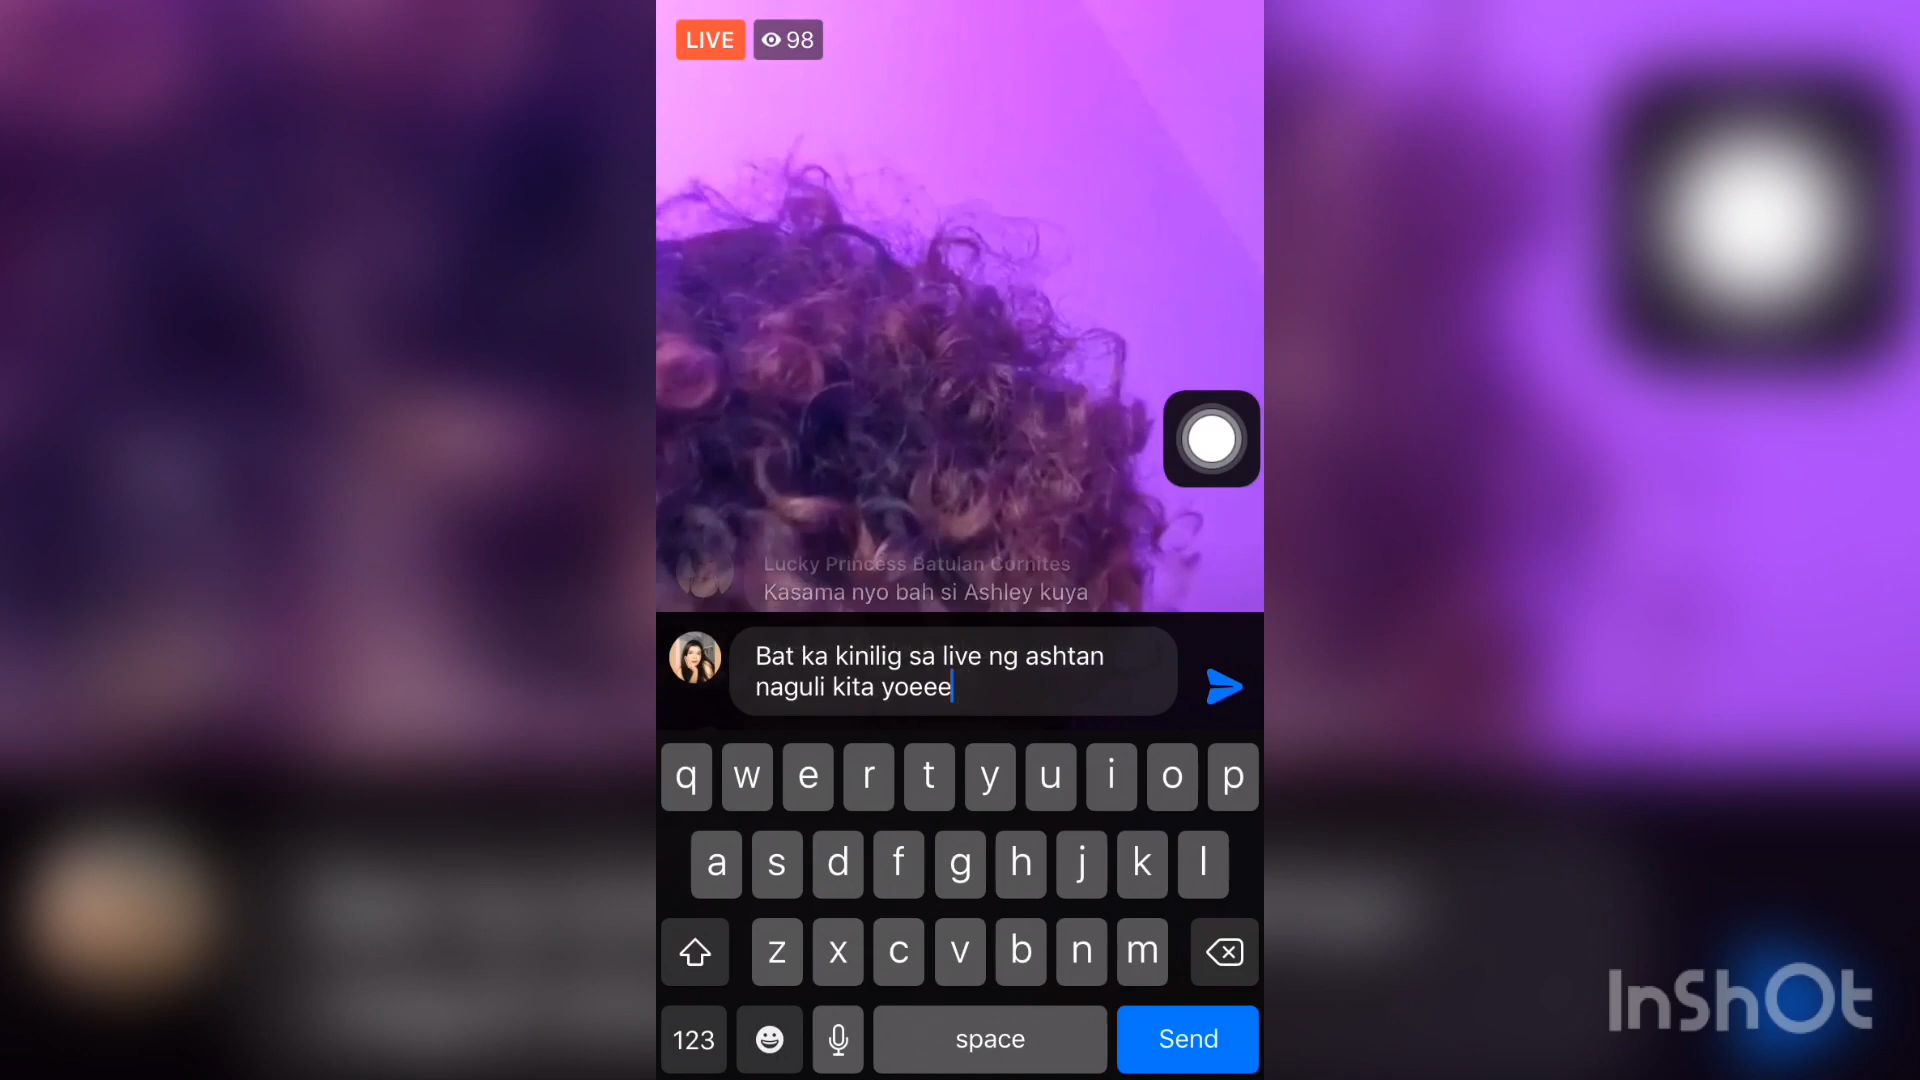 LIVE
98
Lucky Princess Batulan Cornites
Kasama nyo bah si Ashley kuya
Bat ka kinilig sa live ng ashtan
naguli kita yoeee
q w e r t y u i o p
a s d f g h j k l
z x c v b n m
123
space
Send
InShOt